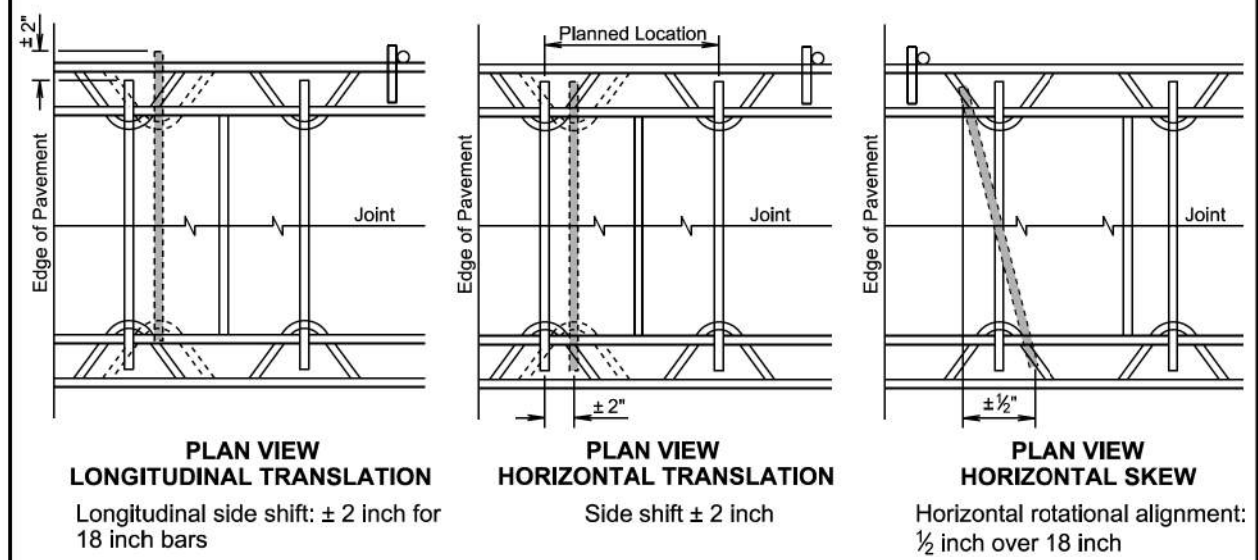 ± 2"
Edge of Pavement
Joint
PLAN VIEW
LONGITUDINAL TRANSLATION
Longitudinal side shift: ± 2 inch for
18 inch bars
Planned Location
Edge of Pavement
Joint
± 2"
PLAN VIEW
HORIZONTAL TRANSLATION
Side shift ± 2 inch
Edge of Pavement
Joint
±½"
PLAN VIEW
HORIZONTAL SKEW
Horizontal rotational alignment:
½ inch over 18 inch